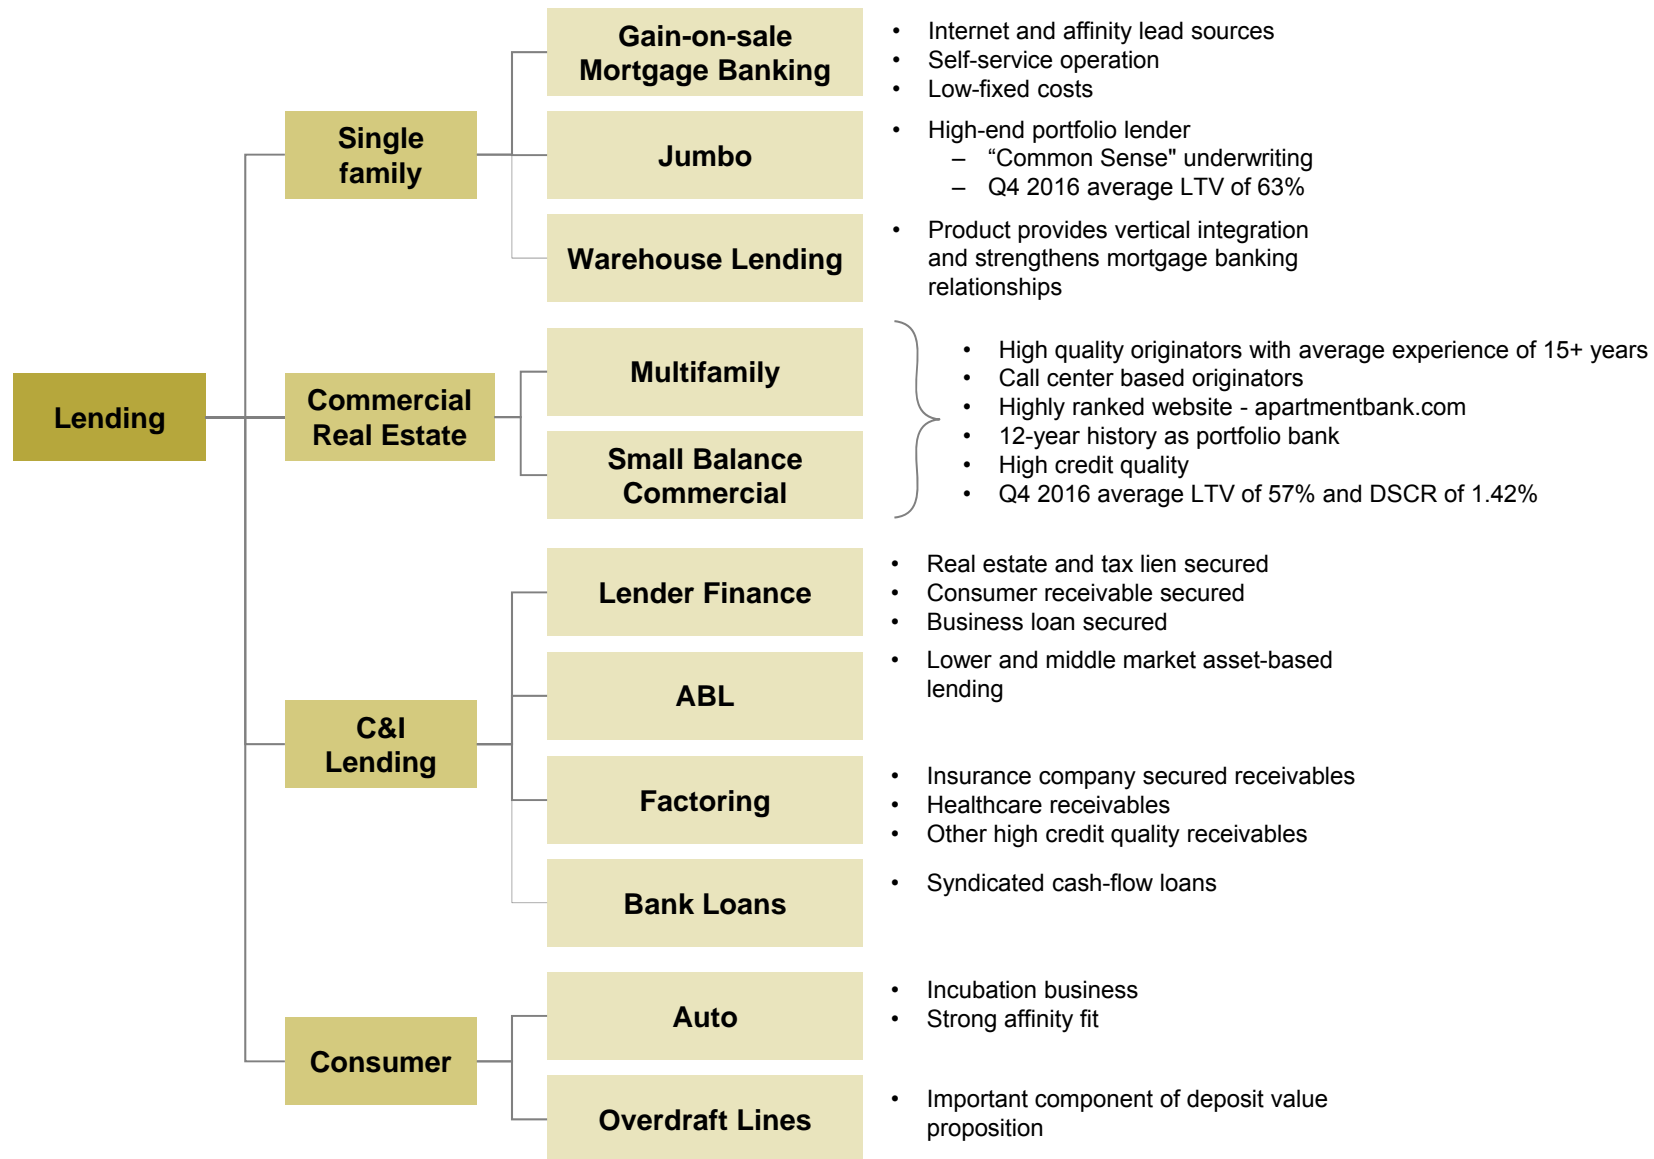 Lending
Single
family
Gain-on-sale
Mortgage Banking
• Internet and affinity lead sources
• Self-service operation
• Low-fixed costs
Jumbo
• High-end portfolio lender
– “Common Sense" underwriting
– Q4 2016 average LTV of 63%
Warehouse Lending
• Product provides vertical integration
and strengthens mortgage banking
relationships
Commercial
Real Estate
Multifamily
Small Balance
Commercial
• High quality originators with average experience of 15+ years
• Call center based originators
• Highly ranked website - apartmentbank.com
• 12-year history as portfolio bank
• High credit quality
• Q4 2016 average LTV of 57% and DSCR of 1.42%
C&I
Lending
Lender Finance
• Real estate and tax lien secured
• Consumer receivable secured
• Business loan secured
ABL
• Lower and middle market asset-based
lending
Factoring
• Insurance company secured receivables
• Healthcare receivables
• Other high credit quality receivables
Bank Loans
• Syndicated cash-flow loans
Consumer
Auto
• Incubation business
• Strong affinity fit
Overdraft Lines
• Important component of deposit value
proposition